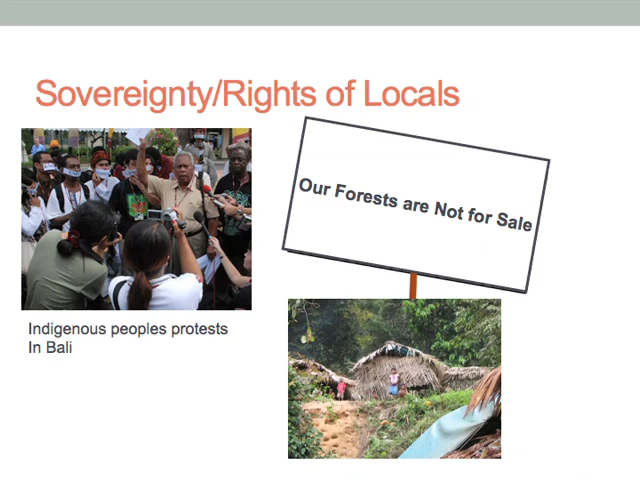 Sovereignty/Rights of Locals
Our Forests are Not for Sale
Indigenous peoples protests
In Bali